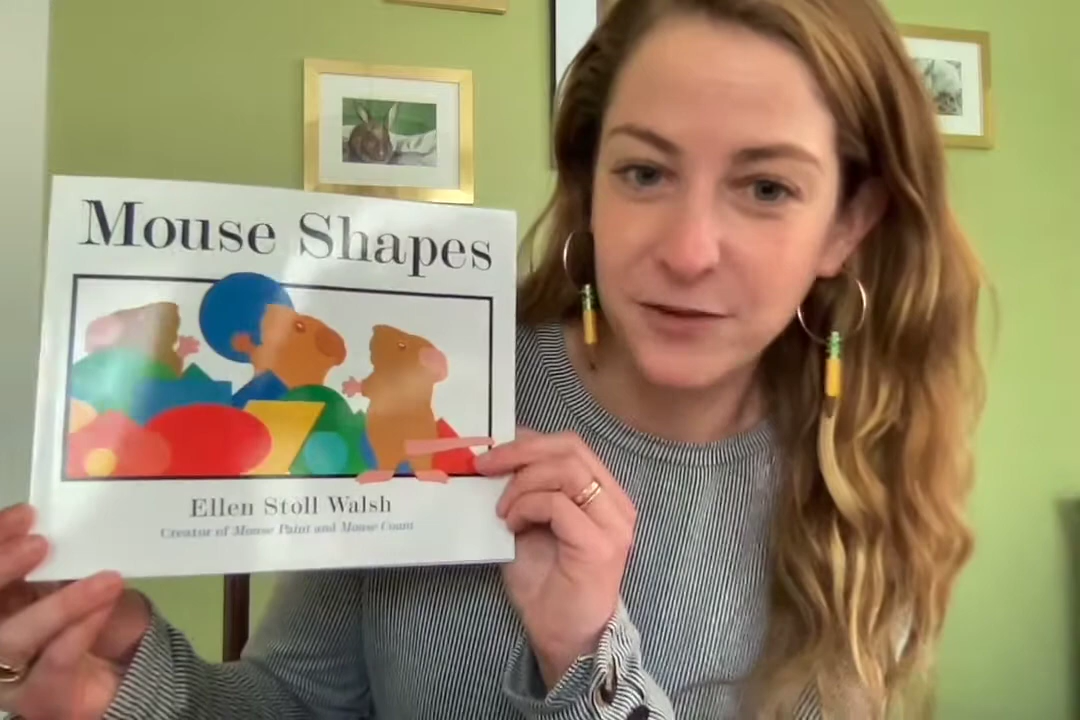 Mouse Shapes
Ellen Stoll Walsh
Creator of Mouse Paint and Mouse Count